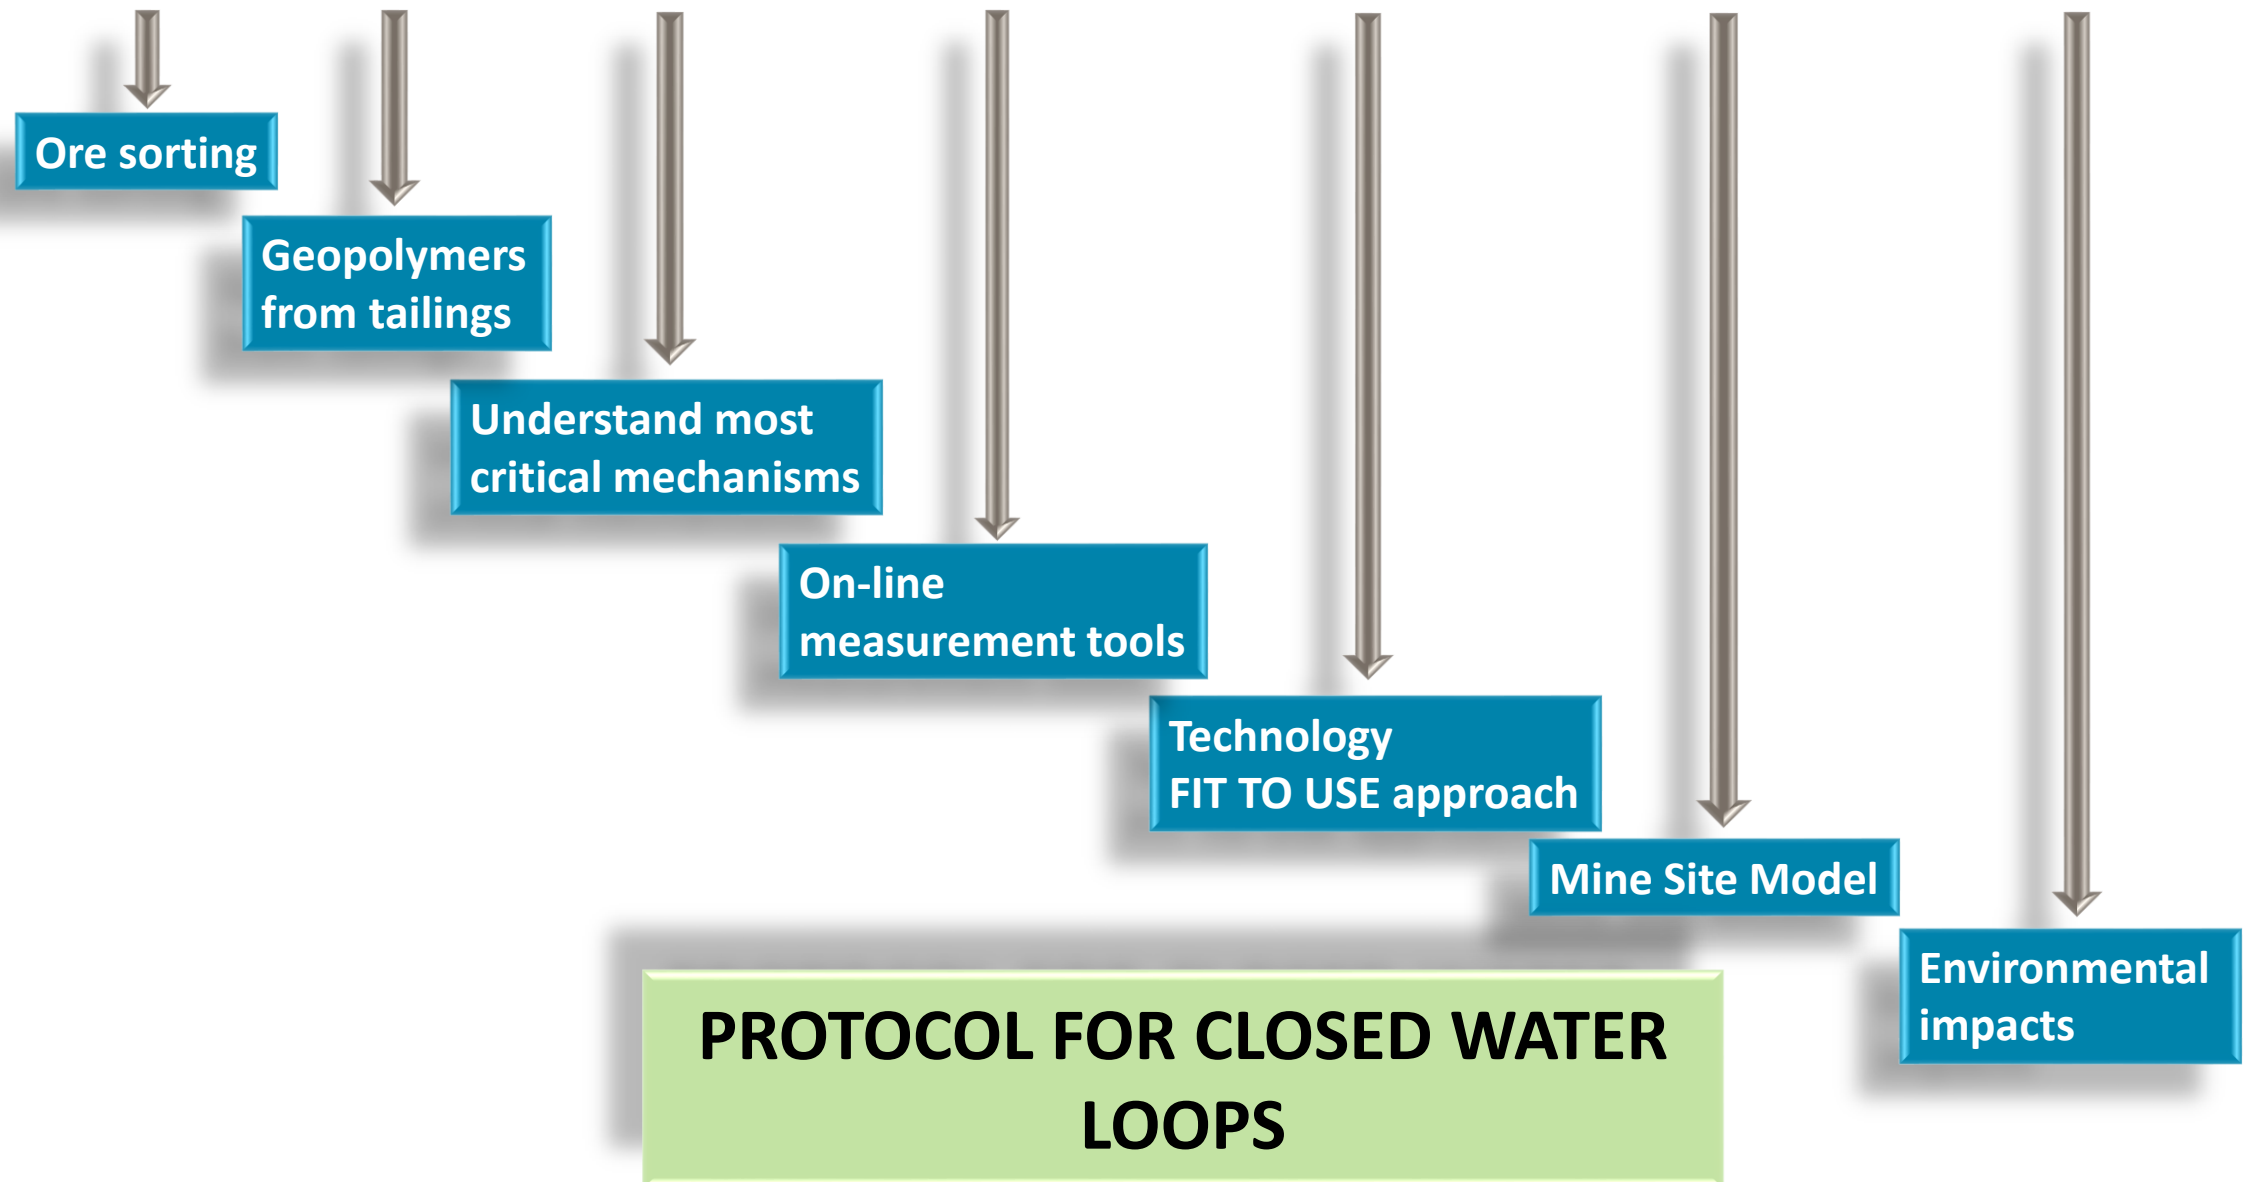 Ore sorting
Geopolymers
from tailings
Understand most
critical mechanisms
On-line
measurement tools
Technology
FIT TO USE approach
Mine Site Model
Environmental
impacts
PROTOCOL FOR CLOSED WATER
LOOPS